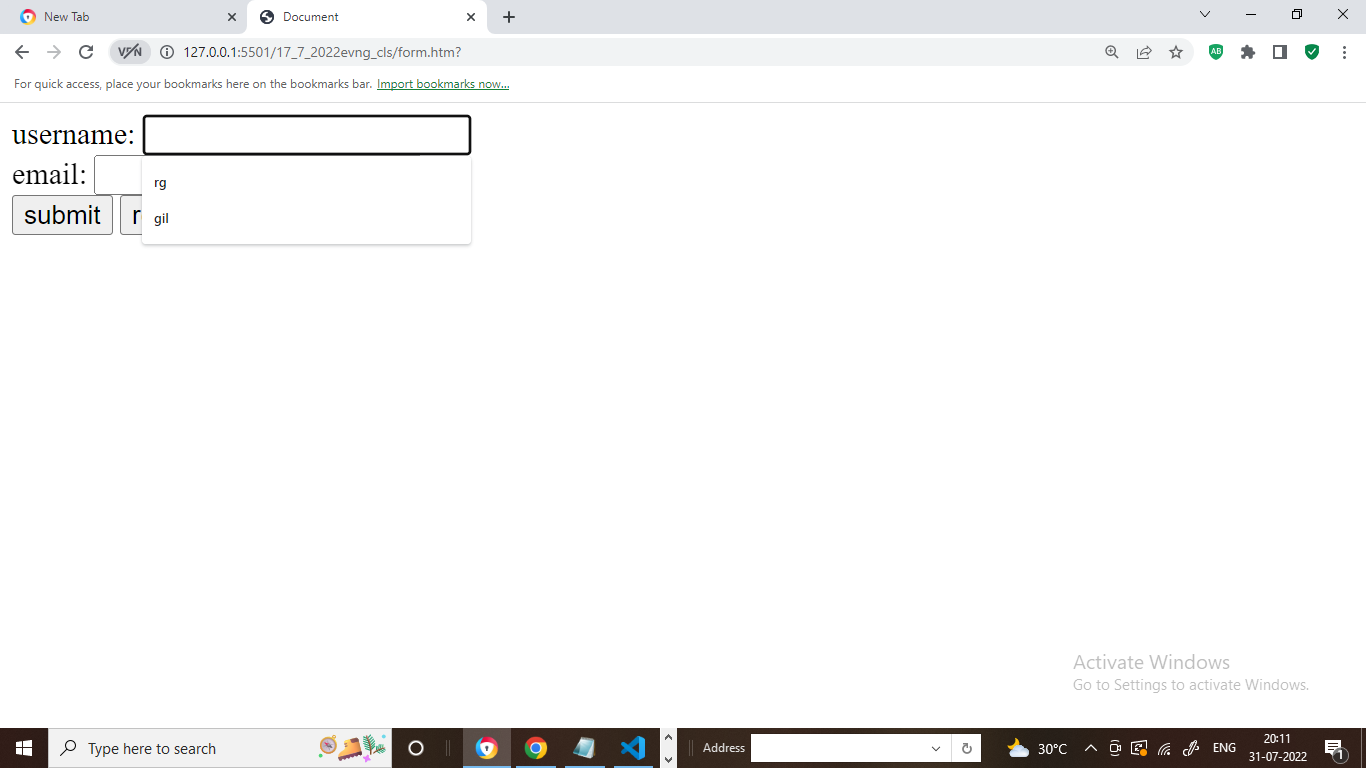 New Tab
Document
VPN
127.0.0.1:5501/17_7_2022evng_cls/form.htm?
AB
For quick access, place your bookmarks here on the bookmarks bar. Import bookmarks now...
username:
email:
rg
submit r
gil
Activate Windows
Go to Settings to activate Windows.
Type here to search
Address
30°C
ENG
20:11
31-07-2022
1